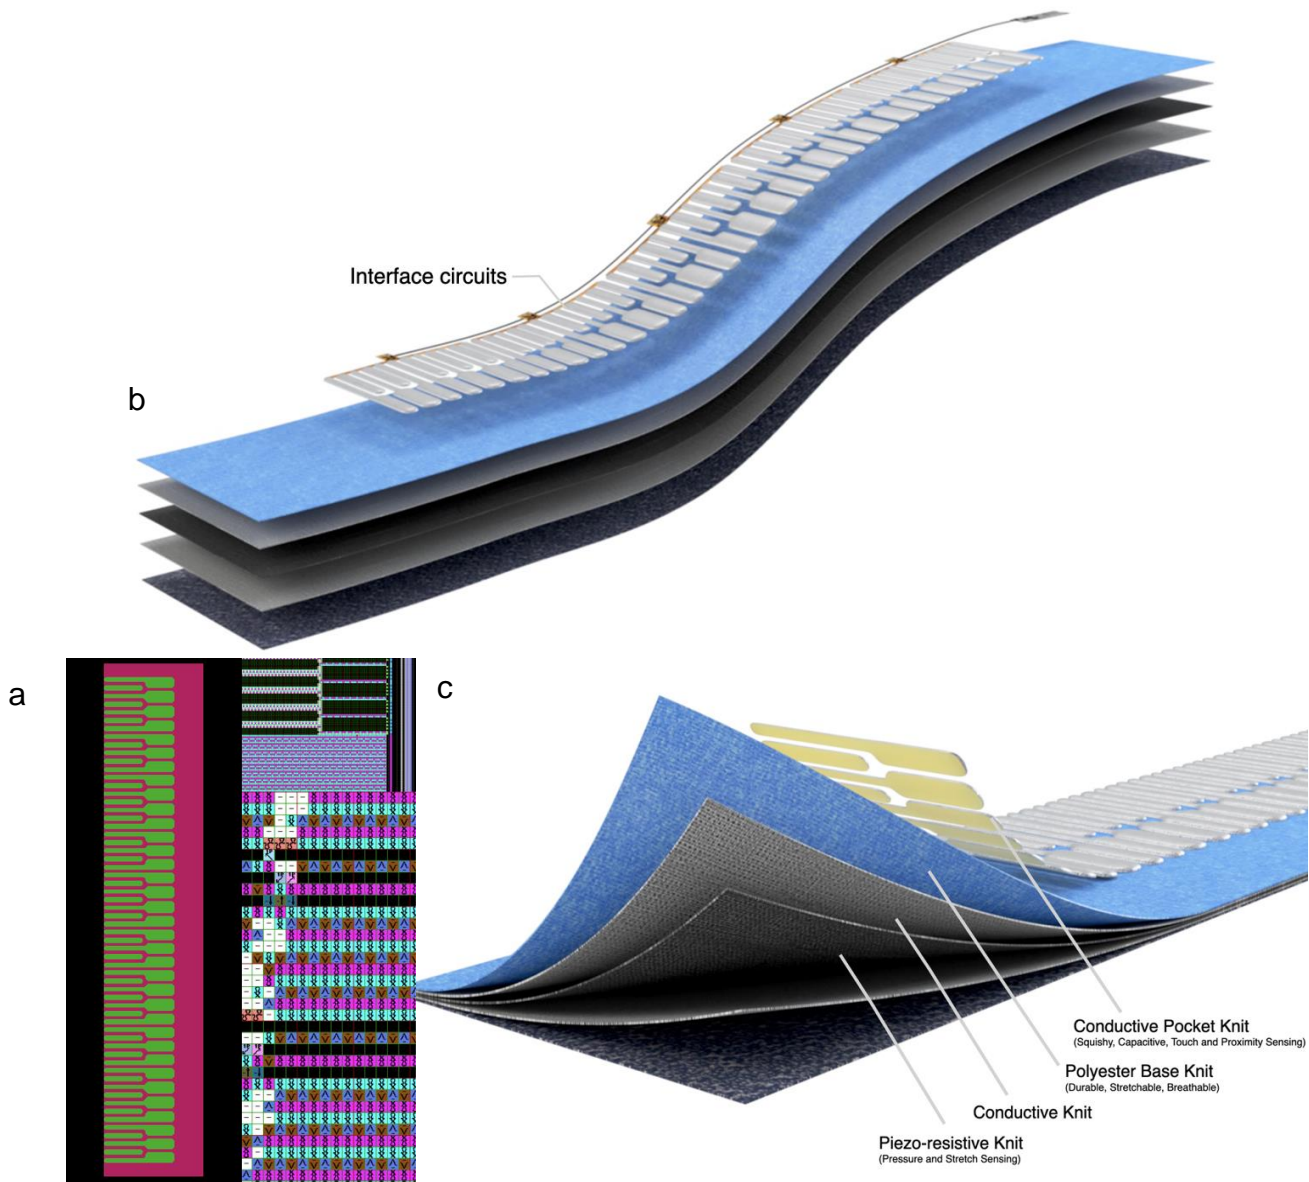 Interface circuits
b
a
c
Conductive Pocket Knit
(Squishy, Capacitive, Touch and Proximity Sensing)
Polyester Base Knit
(Durable, Stretchable, Breathable)
Conductive Knit
Piezo-resistive Knit
(Pressure and Stretch Sensing)